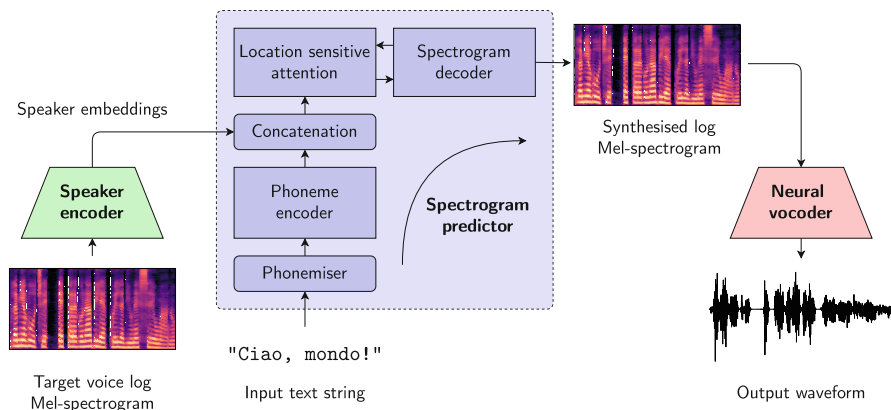 Location sensitive
attention
Spectrogram
decoder
Speaker embeddings
Concatenation
Synthesised log
Mel-spectrogram
Speaker
encoder
Phoneme
encoder
Spectrogram
predictor
Neural
vocoder
Phonemiser
"Ciao, mondo!"
Target voice log
Mel-spectrogram
Input text string
Output waveform